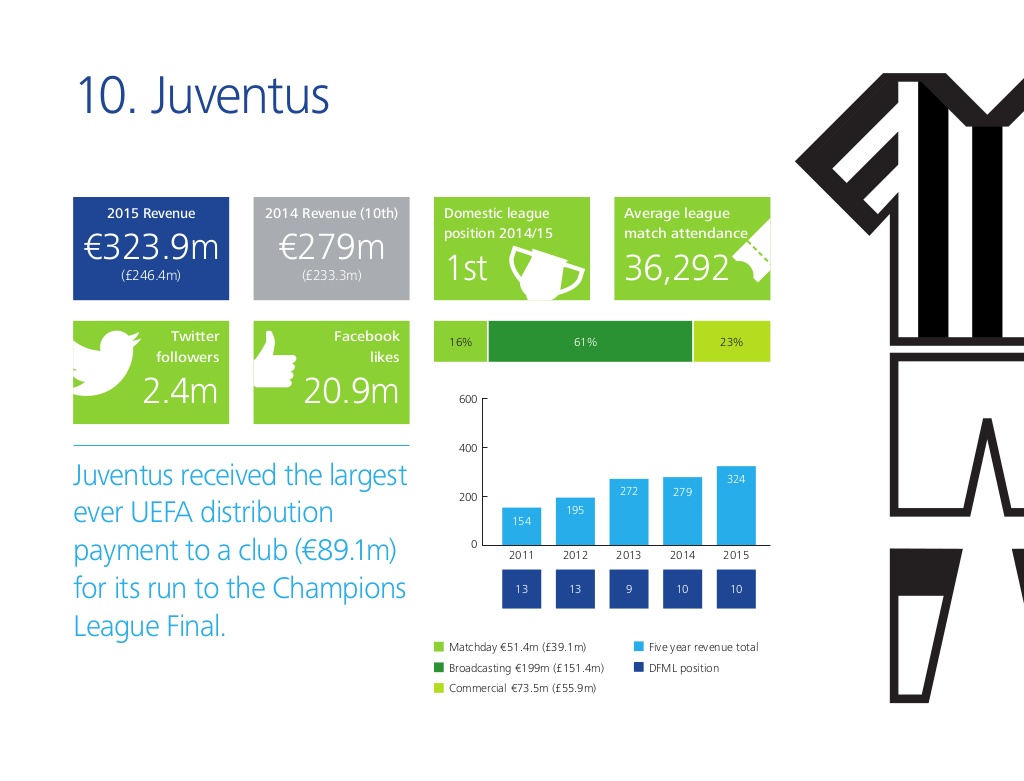 10. Juventus
2015 Revenue
€323.9m
(£246.4m)
2014 Revenue (10th)
€279m
(£233.3m)
Domestic league
position 2014/15
1st
Average league
match attendance
36,292
Twitter
followers
2.4m
Facebook
likes
20.9m
16% 61% 23%
Juventus received the largest
ever UEFA distribution
payment to a club (€89.1m)
for its run to the Champions
League Final.
600
400
200
0
154 195 272 279 324
2011 2012 2013 2014 2015
13 13 9 10 10
Matchday €51.4m (£39.1m)
Broadcasting €199m (£151.4m)
Commercial €73.5m (£55.9m)
Five year revenue total
DFML position